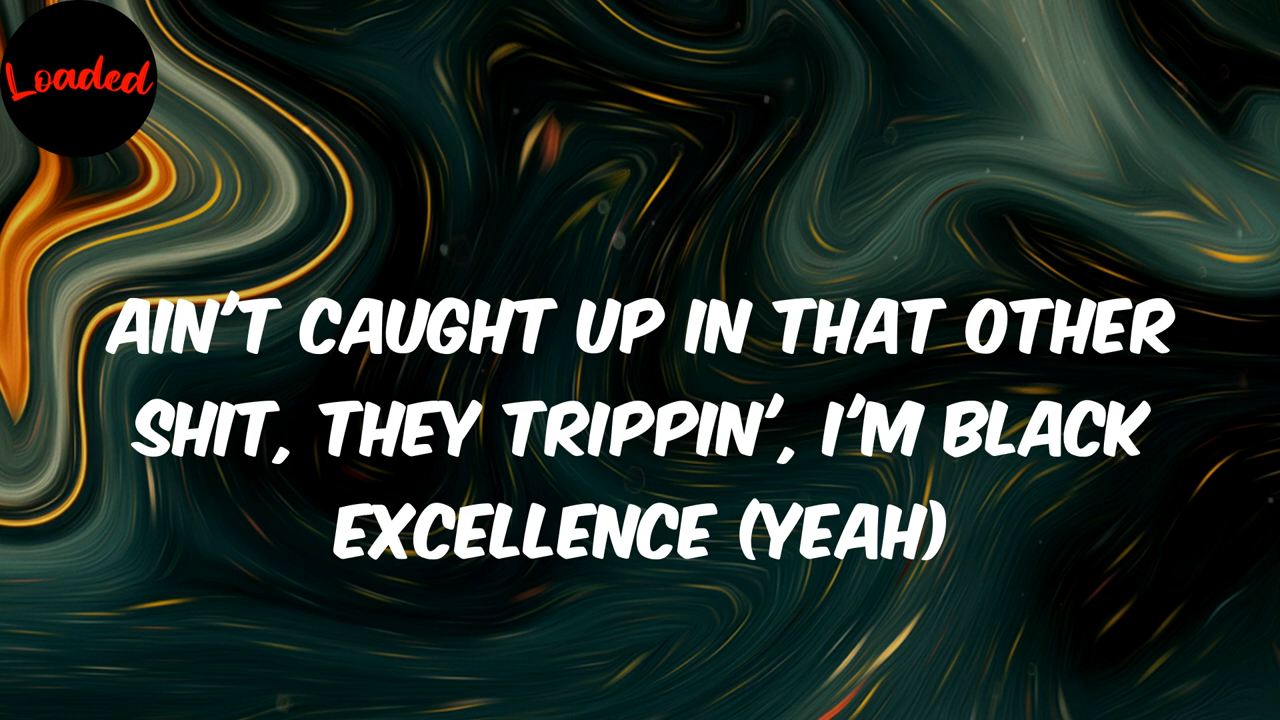 Loaded
AIN'T CAUGHT UP IN THAT OTHER
SHIT, THEY TRIPPIN', I'M BLACK
EXCELLENCE (YEAH)